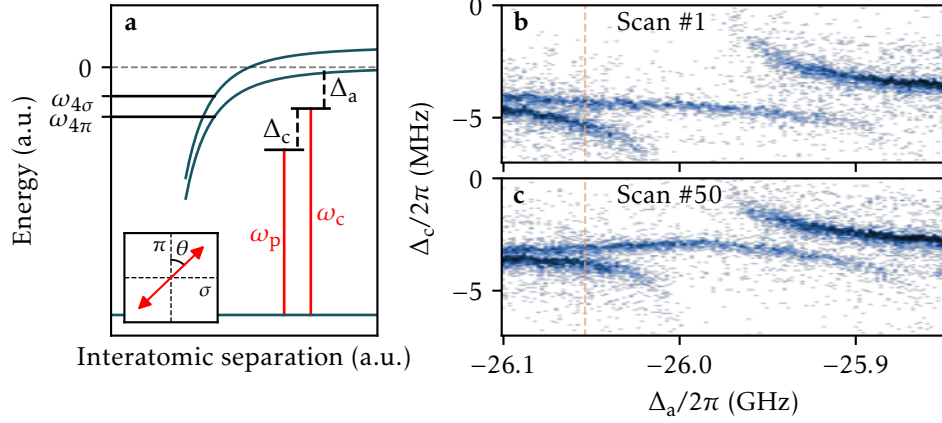 a
Energy (a.u.)
0
ω4σ
ω4π
Δa
Δc
ωp
ωc
π
θ
σ
Interatomic separation (a.u.)
b
Scan #1
0
−5
Δc/2π (MHz)
c
Scan #50
0
−5
−26.1
−26.0
−25.9
Δa/2π (GHz)